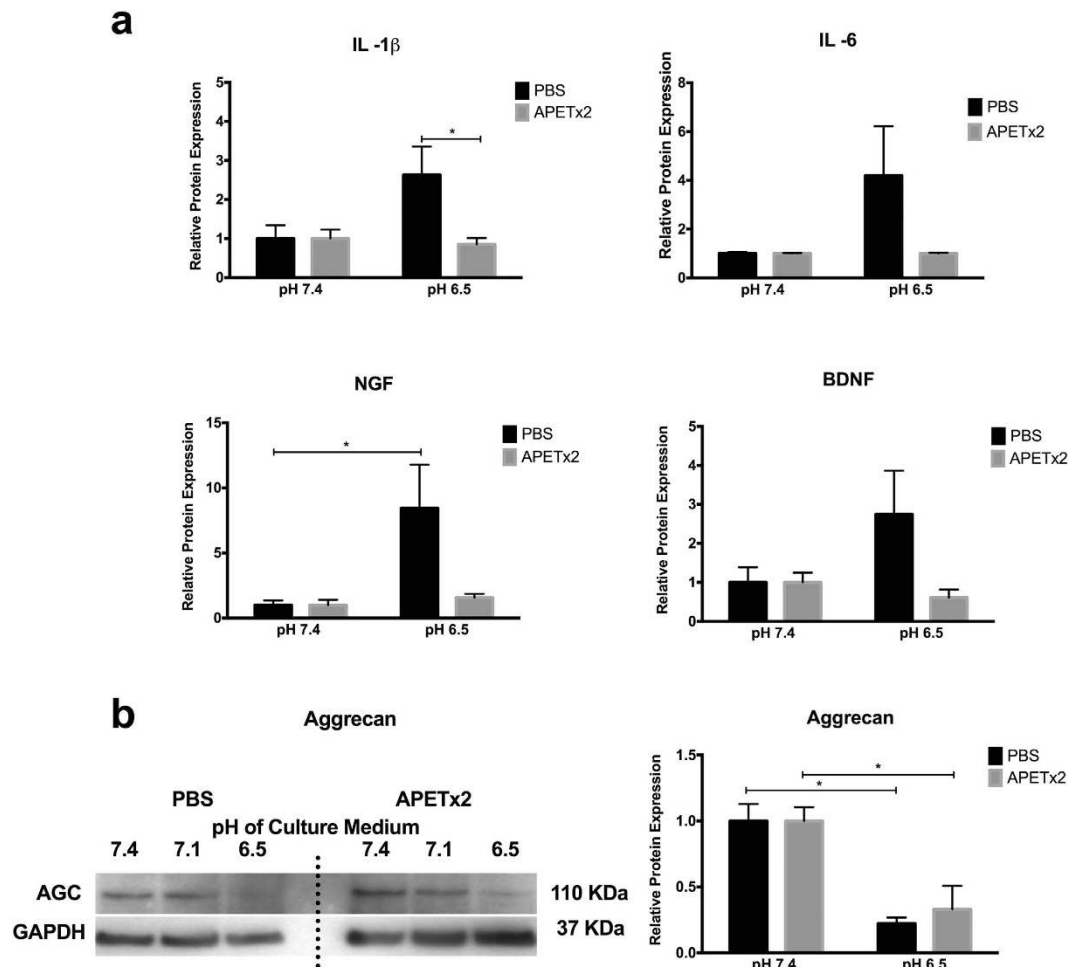 a
IL -1β
Relative Protein Expression
5
4
3
2
1
0
*
pH 7.4
pH 6.5
PBS
APETx2
IL -6
Relative Protein Expression
8
6
4
2
0
pH 7.4
pH 6.5
PBS
APETx2
NGF
Relative Protein Expression
15
10
5
0
*
pH 7.4
pH 6.5
PBS
APETx2
BDNF
Relative Protein Expression
5
4
3
2
1
0
pH 7.4
pH 6.5
PBS
APETx2
b
Aggrecan
PBS APETx2
pH of Culture Medium
7.4 7.1 6.5 7.4 7.1 6.5
AGC 110 KDa
GAPDH 37 KDa
Aggrecan
Relative Protein Expression
1.5
1.0
0.5
0.0
*
*
pH 7.4
pH 6.5
PBS
APETx2